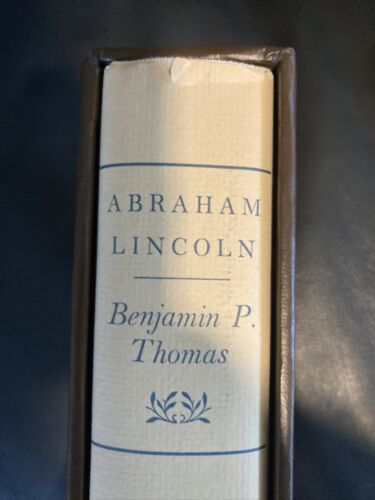 ABRAHAM
LINCOLN
Benjamin P.
Thomas